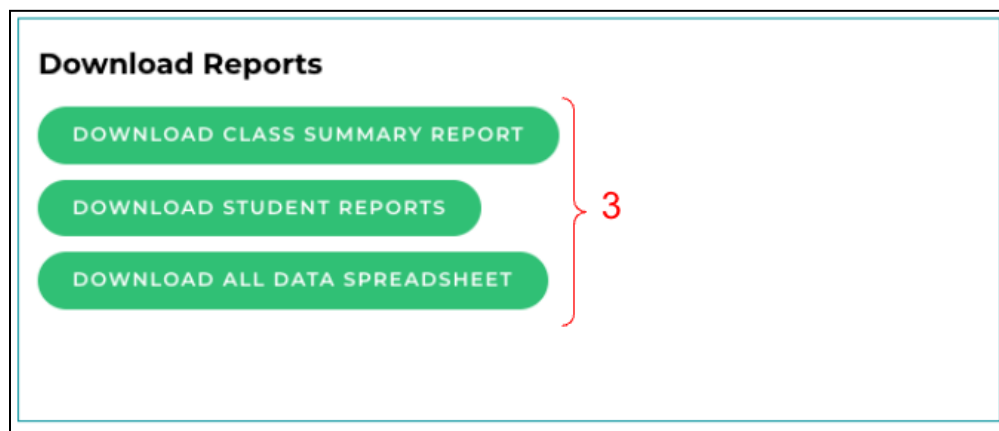 Download Reports
DOWNLOAD CLASS SUMMARY REPORT
DOWNLOAD STUDENT REPORTS
3
DOWNLOAD ALL DATA SPREADSHEET